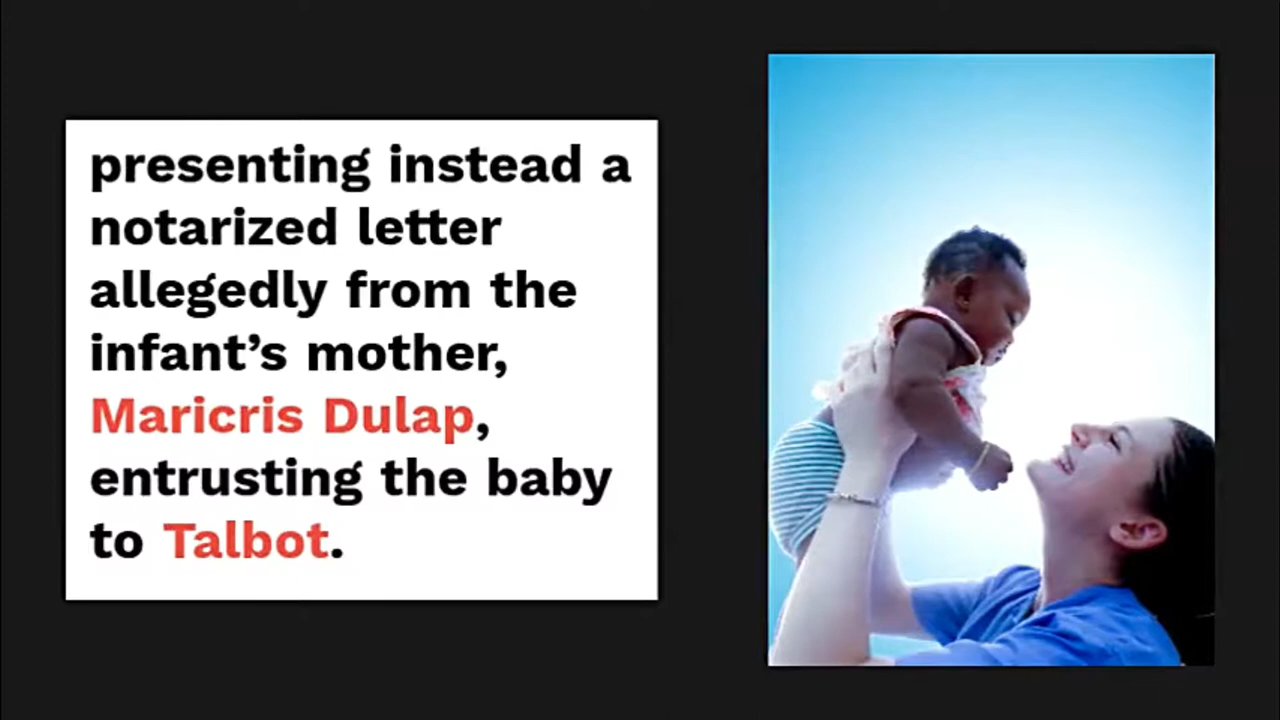 presenting instead a
notarized letter
allegedly from the
infant’s mother,
Maricris Dulap,
entrusting the baby
to Talbot.